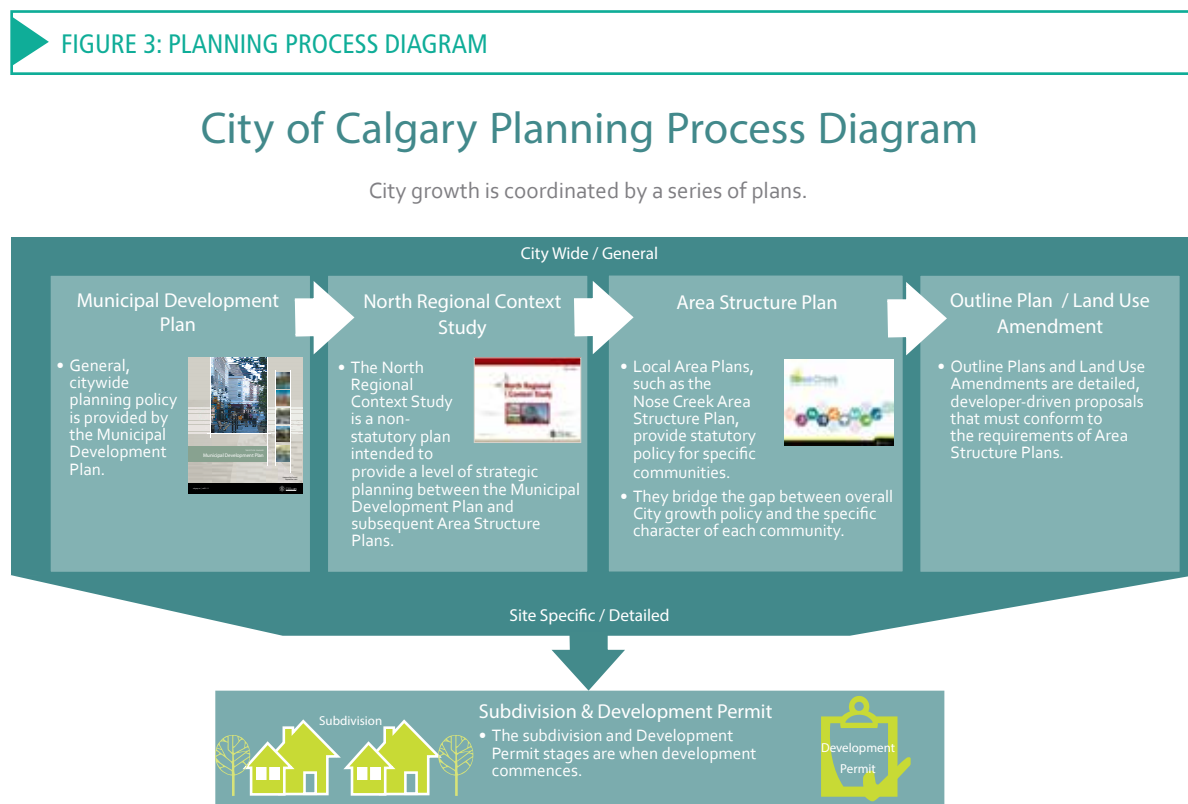 FIGURE 3: PLANNING PROCESS DIAGRAM
City of Calgary Planning Process Diagram
City growth is coordinated by a series of plans.
City Wide / General
Municipal Development
Plan
• General,
citywide
planning policy
is provided by
the Municipal
Development
Plan.
Municipal Development Plan
North Regional Context
Study
• The North
Regional
Context Study
is a non-
statutory plan
intended to
provide a level of strategic
planning between the Municipal
Development Plan and
subsequent Area Structure
Plans.
North Regional
Context Study
Area Structure Plan
• Local Area Plans,
such as the
Nose Creek Area
Structure Plan,
provide statutory
policy for specific
communities.
• They bridge the gap between overall
City growth policy and the specific
character of each community.
Outline Plan / Land Use
Amendment
• Outline Plans and Land Use
Amendments are detailed,
developer-driven proposals
that must conform to
the requirements of Area
Structure Plans.
Site Specific / Detailed
Subdivision
Subdivision & Development Permit
• The subdivision and Development
Permit stages are when development
commences.
Development
Permit